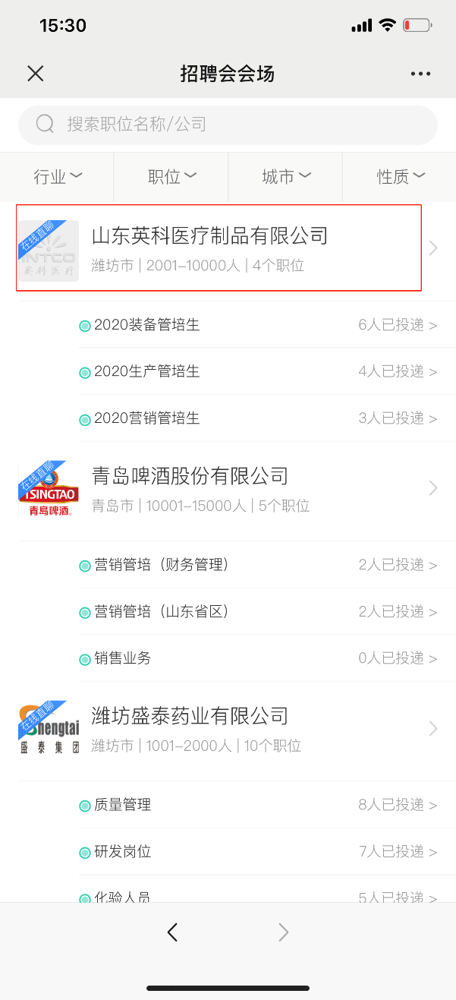 15:30
招聘会会场
搜索职位名称/公司
行业
职位
城市
性质
在线直聊
INTCO
英科医疗
山东英科医疗制品有限公司
潍坊市 | 2001-10000人 | 4个职位
2020装备管培生 6人已投递 >
2020生产管培生 4人已投递 >
2020营销管培生 3人已投递 >
在线直聊
TSINGTAO
青岛啤酒
青岛啤酒股份有限公司
青岛市 | 10001-15000人 | 5个职位
营销管培（财务管理） 2人已投递 >
营销管培（山东省区） 2人已投递 >
销售业务 0人已投递 >
在线直聊
Shengtai
盛泰集团
潍坊盛泰药业有限公司
潍坊市 | 1001-2000人 | 10个职位
质量管理 8人已投递 >
研发岗位 7人已投递 >
化验人员 5人已投递 >